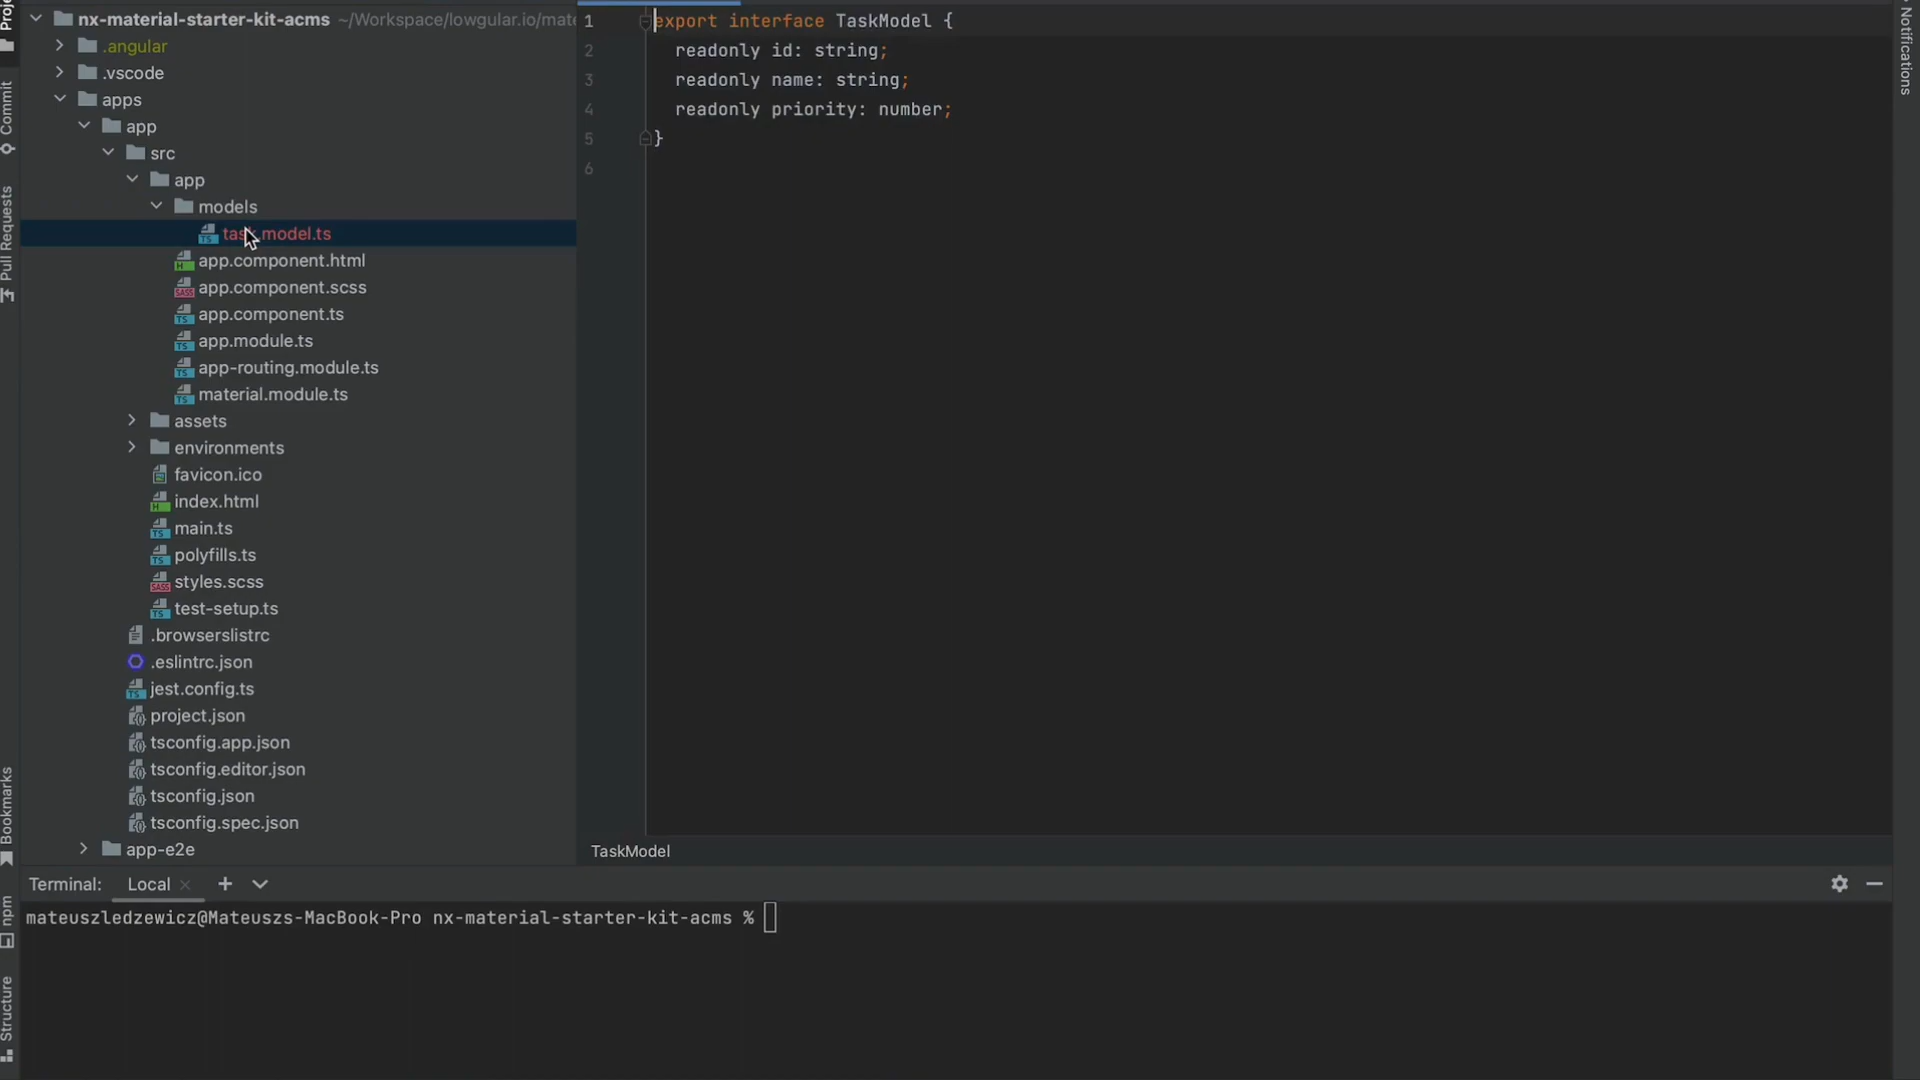 nx-material-starter-kit-acms ~/Workspace/lowgular.io/mate
.angular
.vscode
apps
app
src
app
models
task.model.ts
app.component.html
app.component.scss
app.component.ts
app.module.ts
app-routing.module.ts
material.module.ts
assets
environments
favicon.ico
index.html
main.ts
polyfills.ts
styles.scss
test-setup.ts
.browserslistrc
.eslintrc.json
jest.config.ts
project.json
tsconfig.app.json
tsconfig.editor.json
tsconfig.json
tsconfig.spec.json
app-e2e
1 export interface TaskModel {
2 readonly id: string;
3 readonly name: string;
4 readonly priority: number;
5 }
6
TaskModel
Terminal: Local
mateuszledzewicz@Mateuszs-MacBook-Pro nx-material-starter-kit-acms %
Commit
Pull Requests
Bookmarks
npm
Structure
Notifications